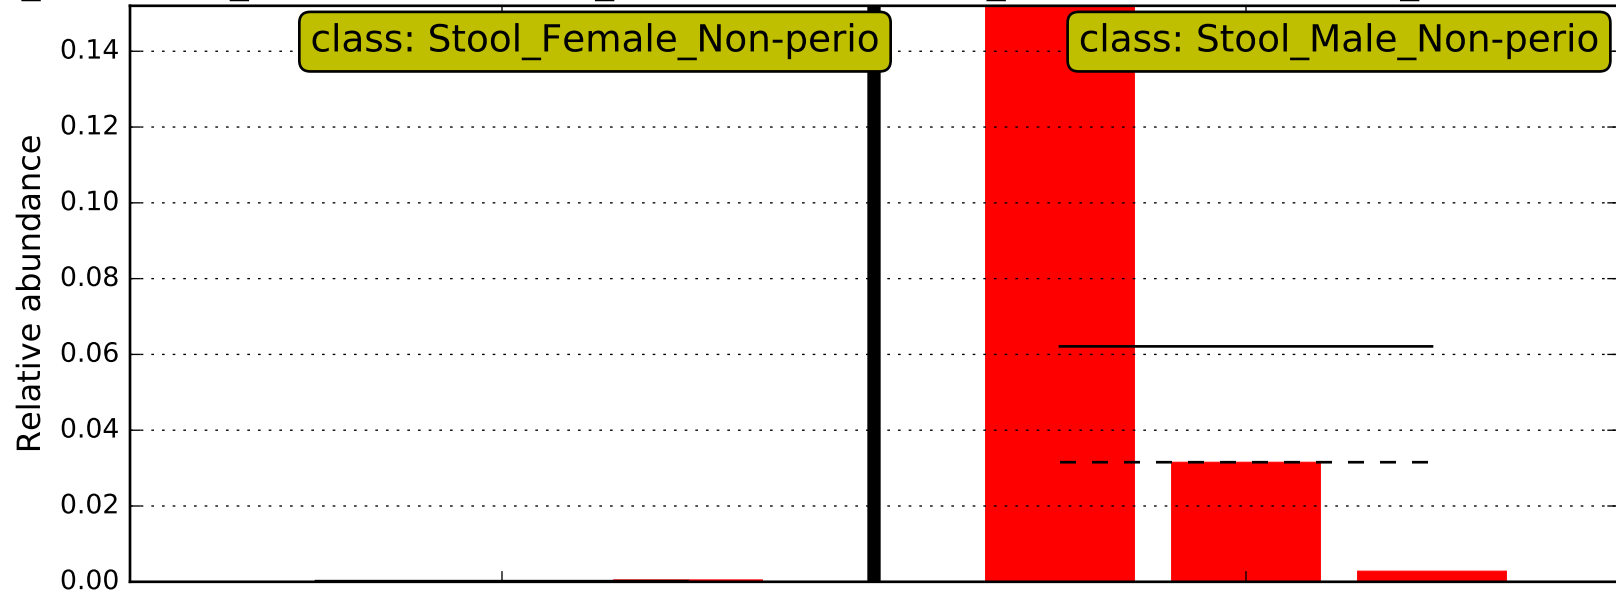 class: Stool_Female_Non-perio
class: Stool_Male_Non-perio
Relative abundance
0.14
0.12
0.10
0.08
0.06
0.04
0.02
0.00